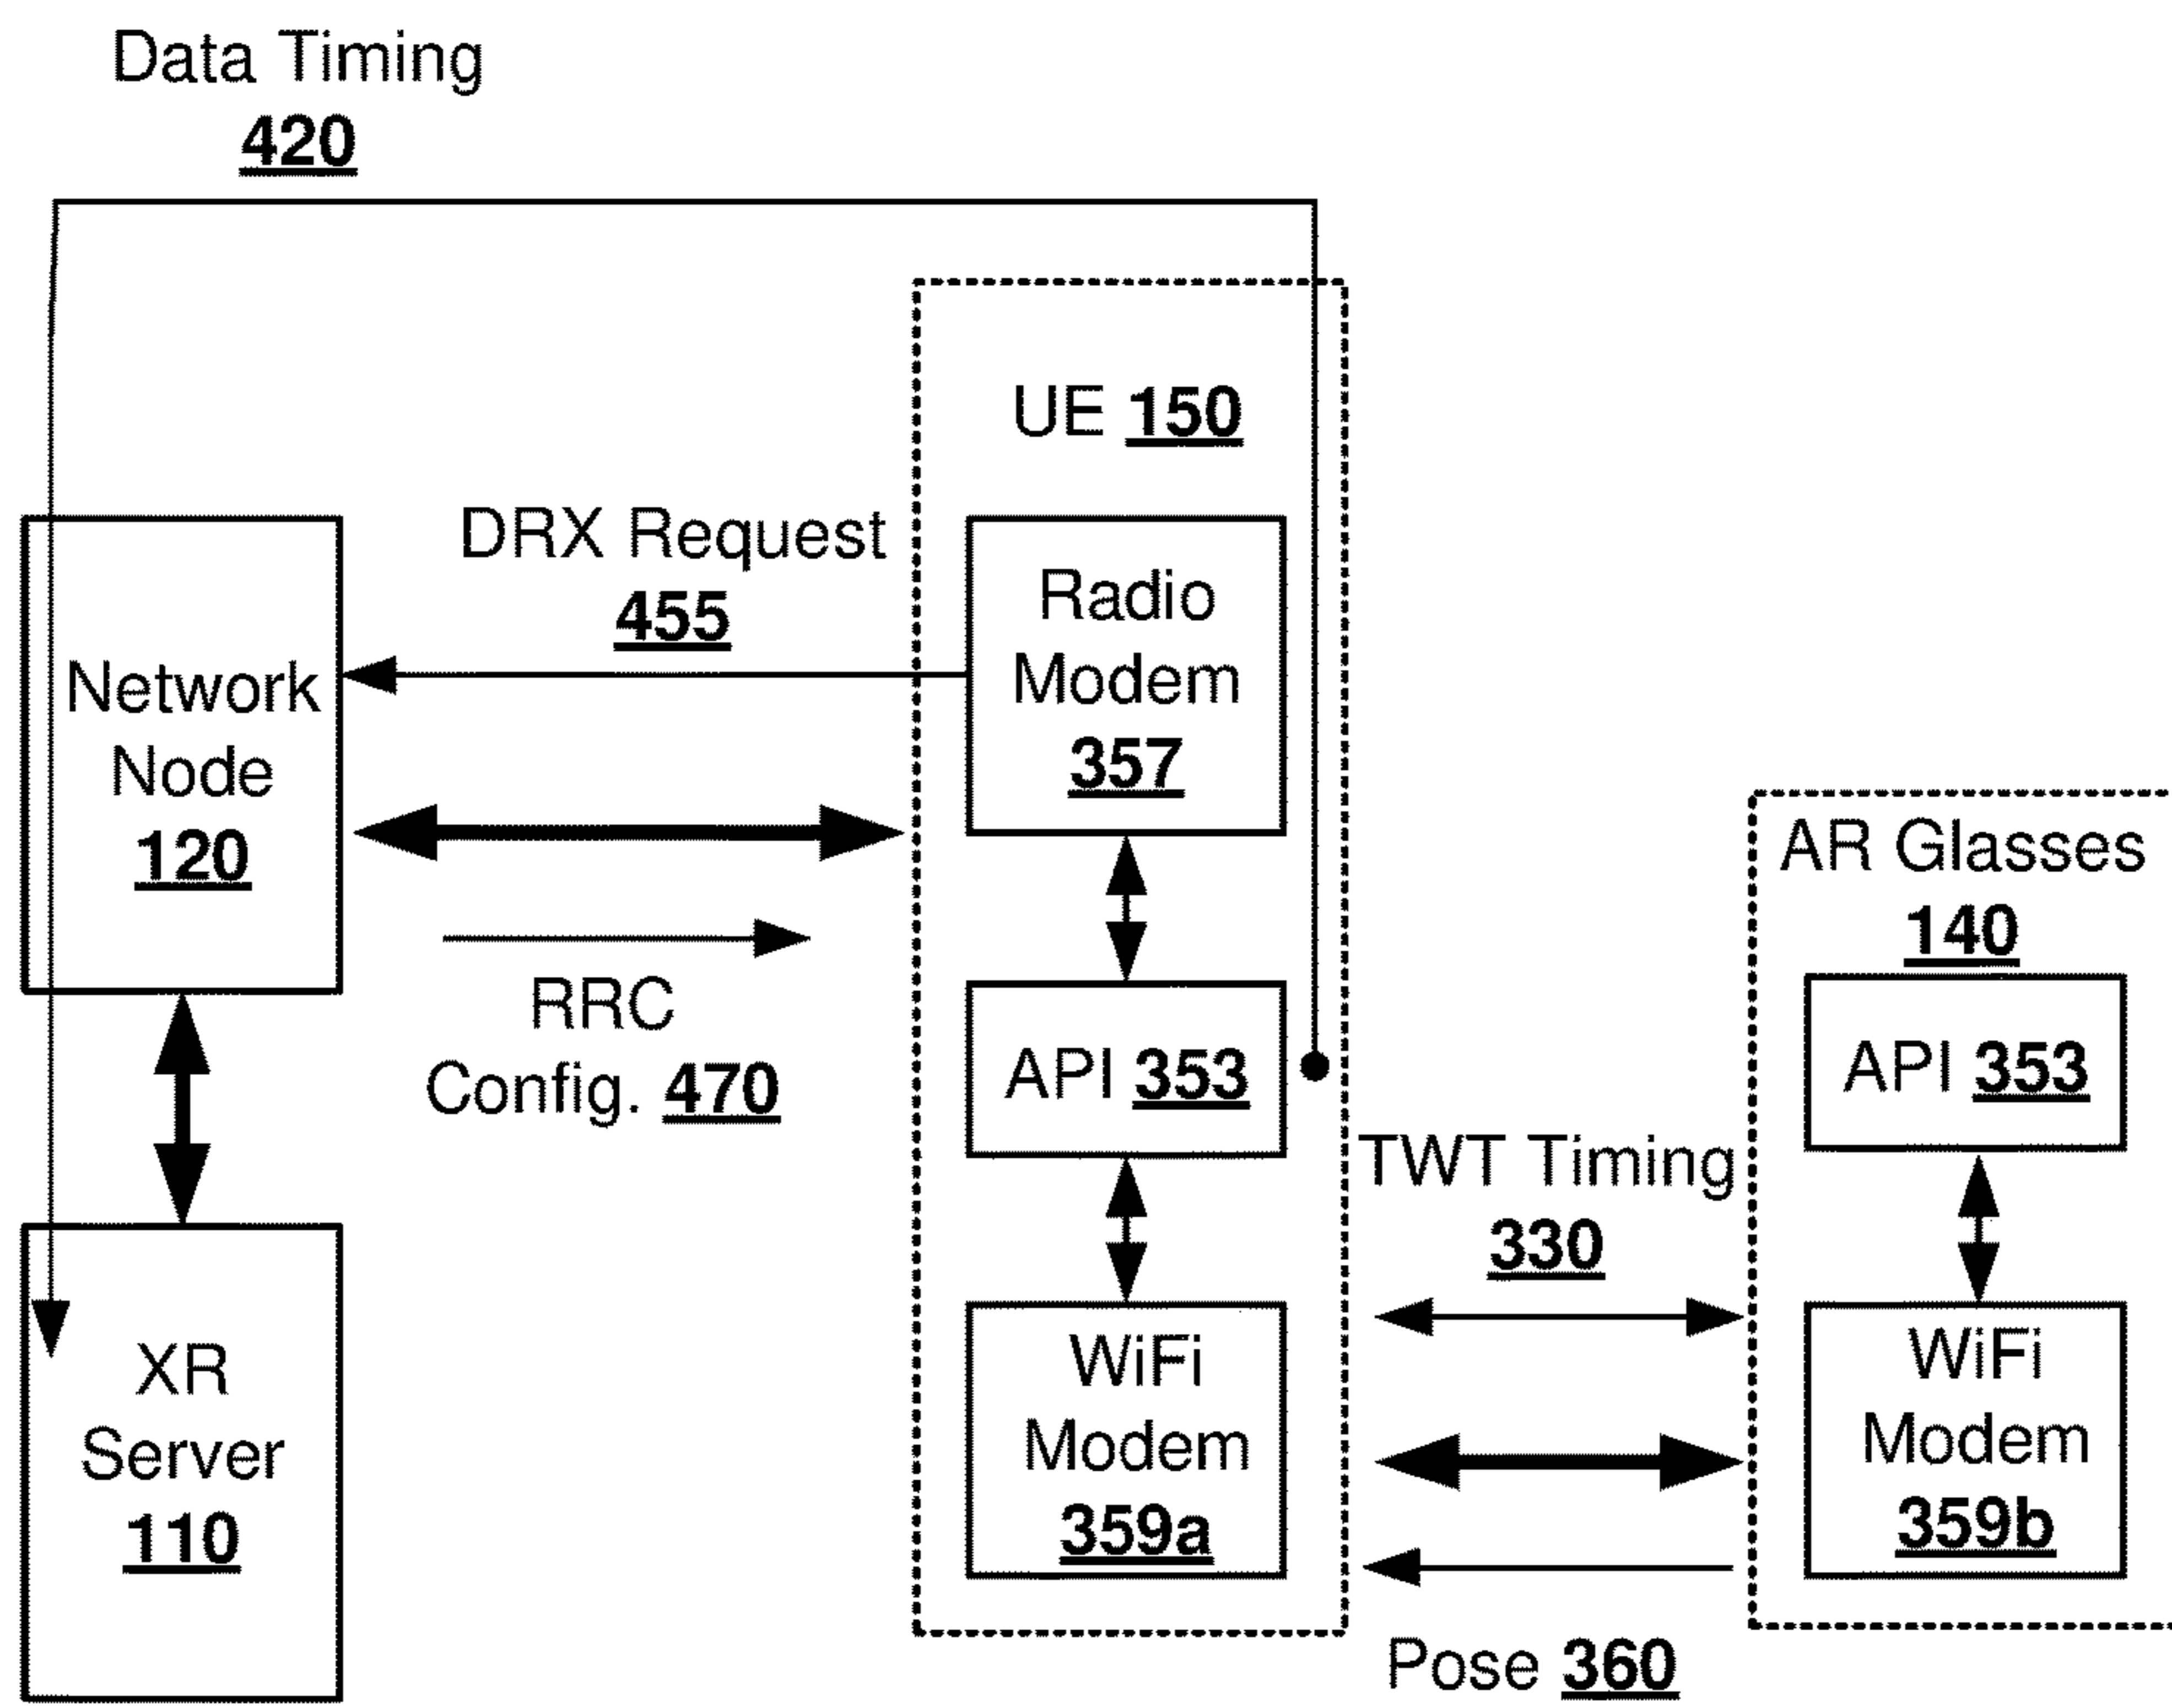 Data Timing
420
UE 150
DRX Request
455
Network
Node
120
Radio
Modem
357
RRC
Config. 470
API 353
AR Glasses
140
API 353
TWT Timing
330
XR
Server
110
WiFi
Modem
359a
WiFi
Modem
359b
Pose 360